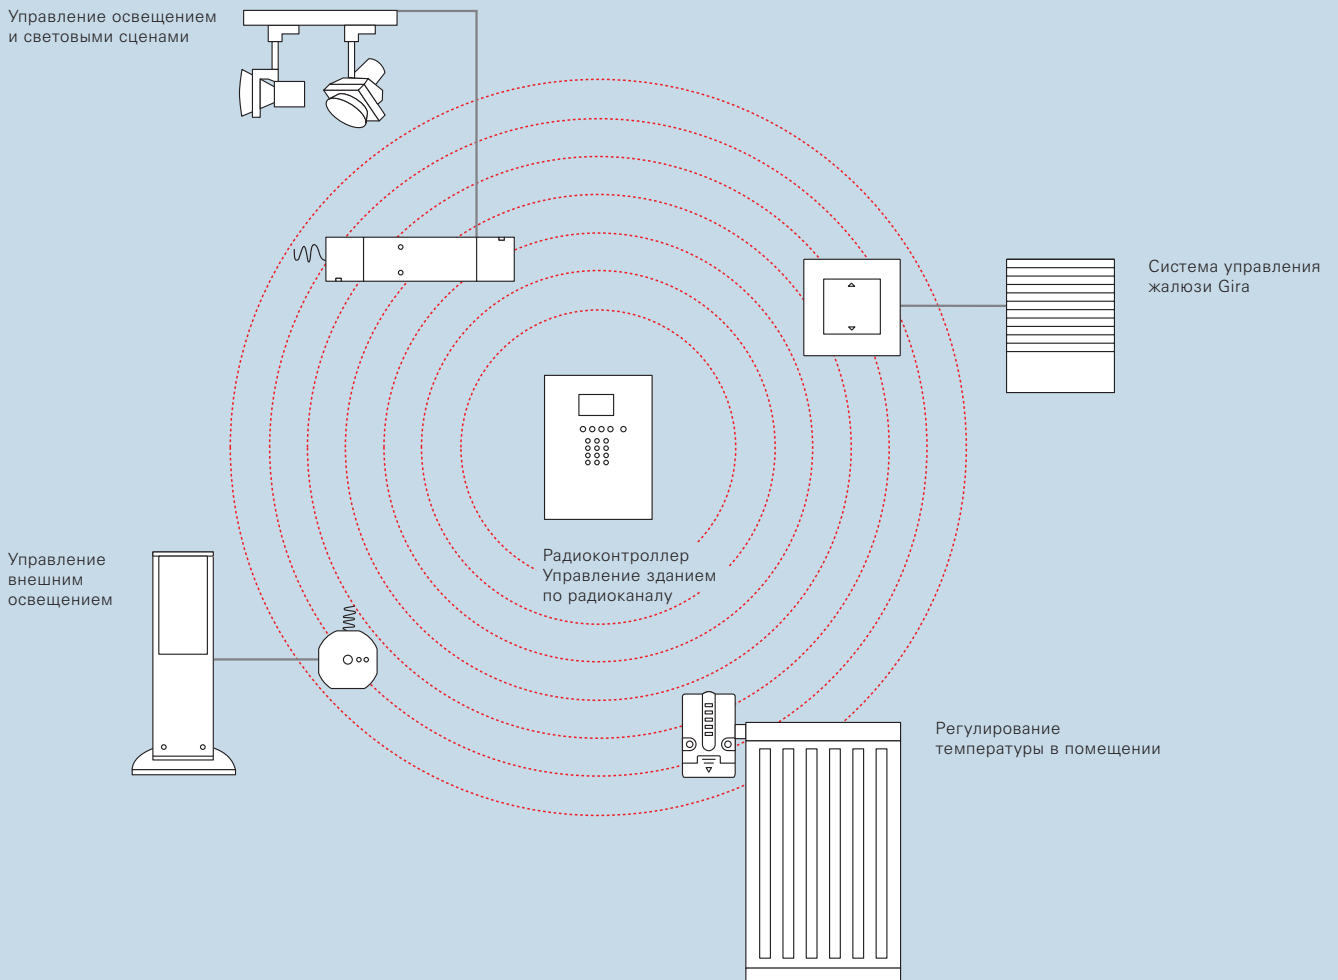 Управление освещением
и световыми сценами
Система управления
жалюзи Gira
Радиоконтроллер
Управление зданием
по радиоканалу
Управление
внешним
освещением
Регулирование
температуры в помещении